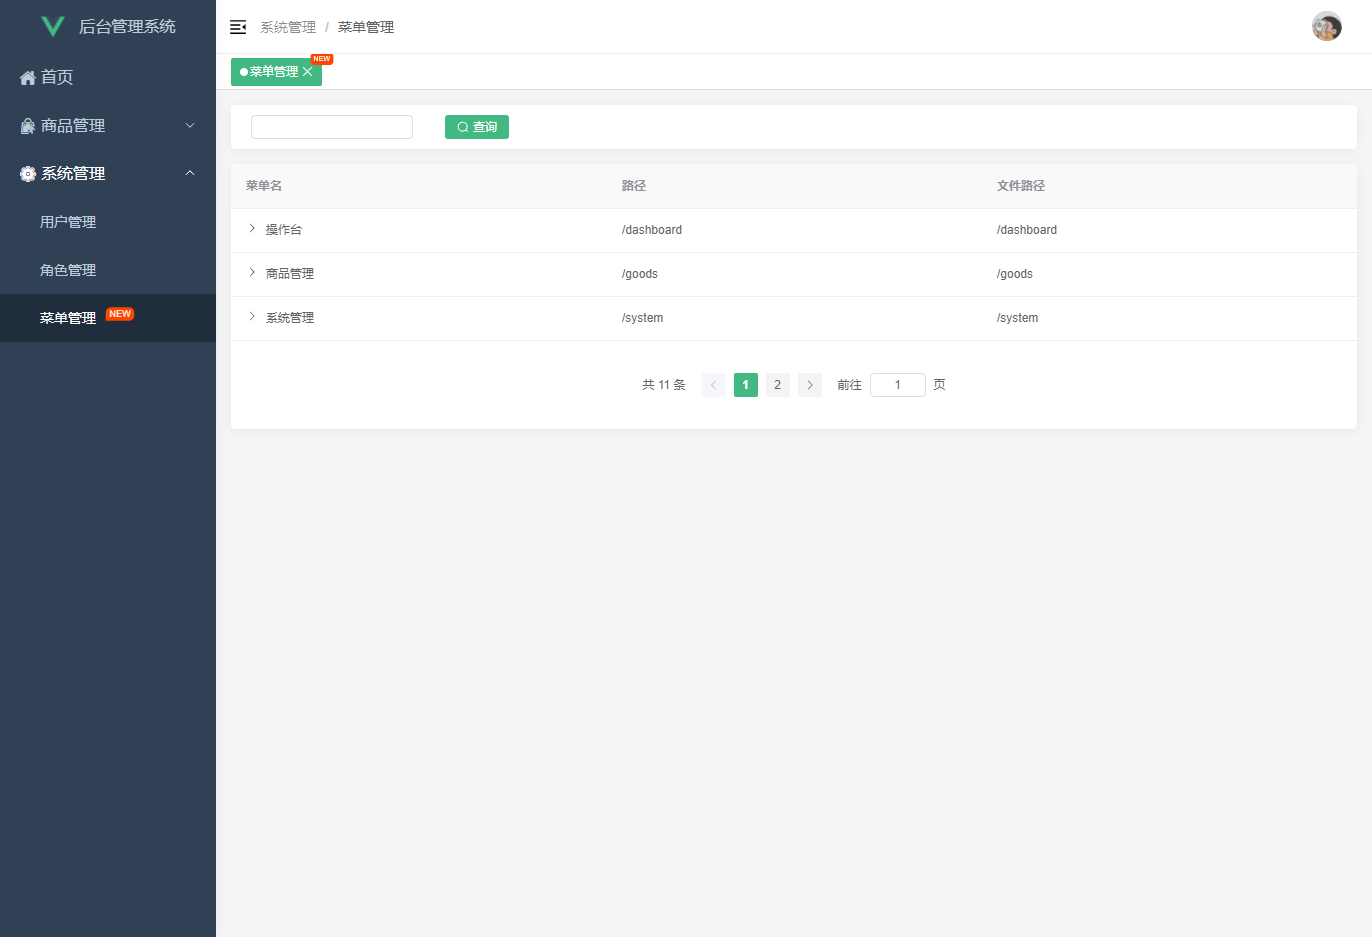 后台管理系统
首页
商品管理
系统管理
用户管理
角色管理
菜单管理 NEW
系统管理 / 菜单管理
菜单管理 NEW
查询
菜单名 路径 文件路径
操作台 /dashboard /dashboard
商品管理 /goods /goods
系统管理 /system /system
共 11 条 1 2 前往 1 页